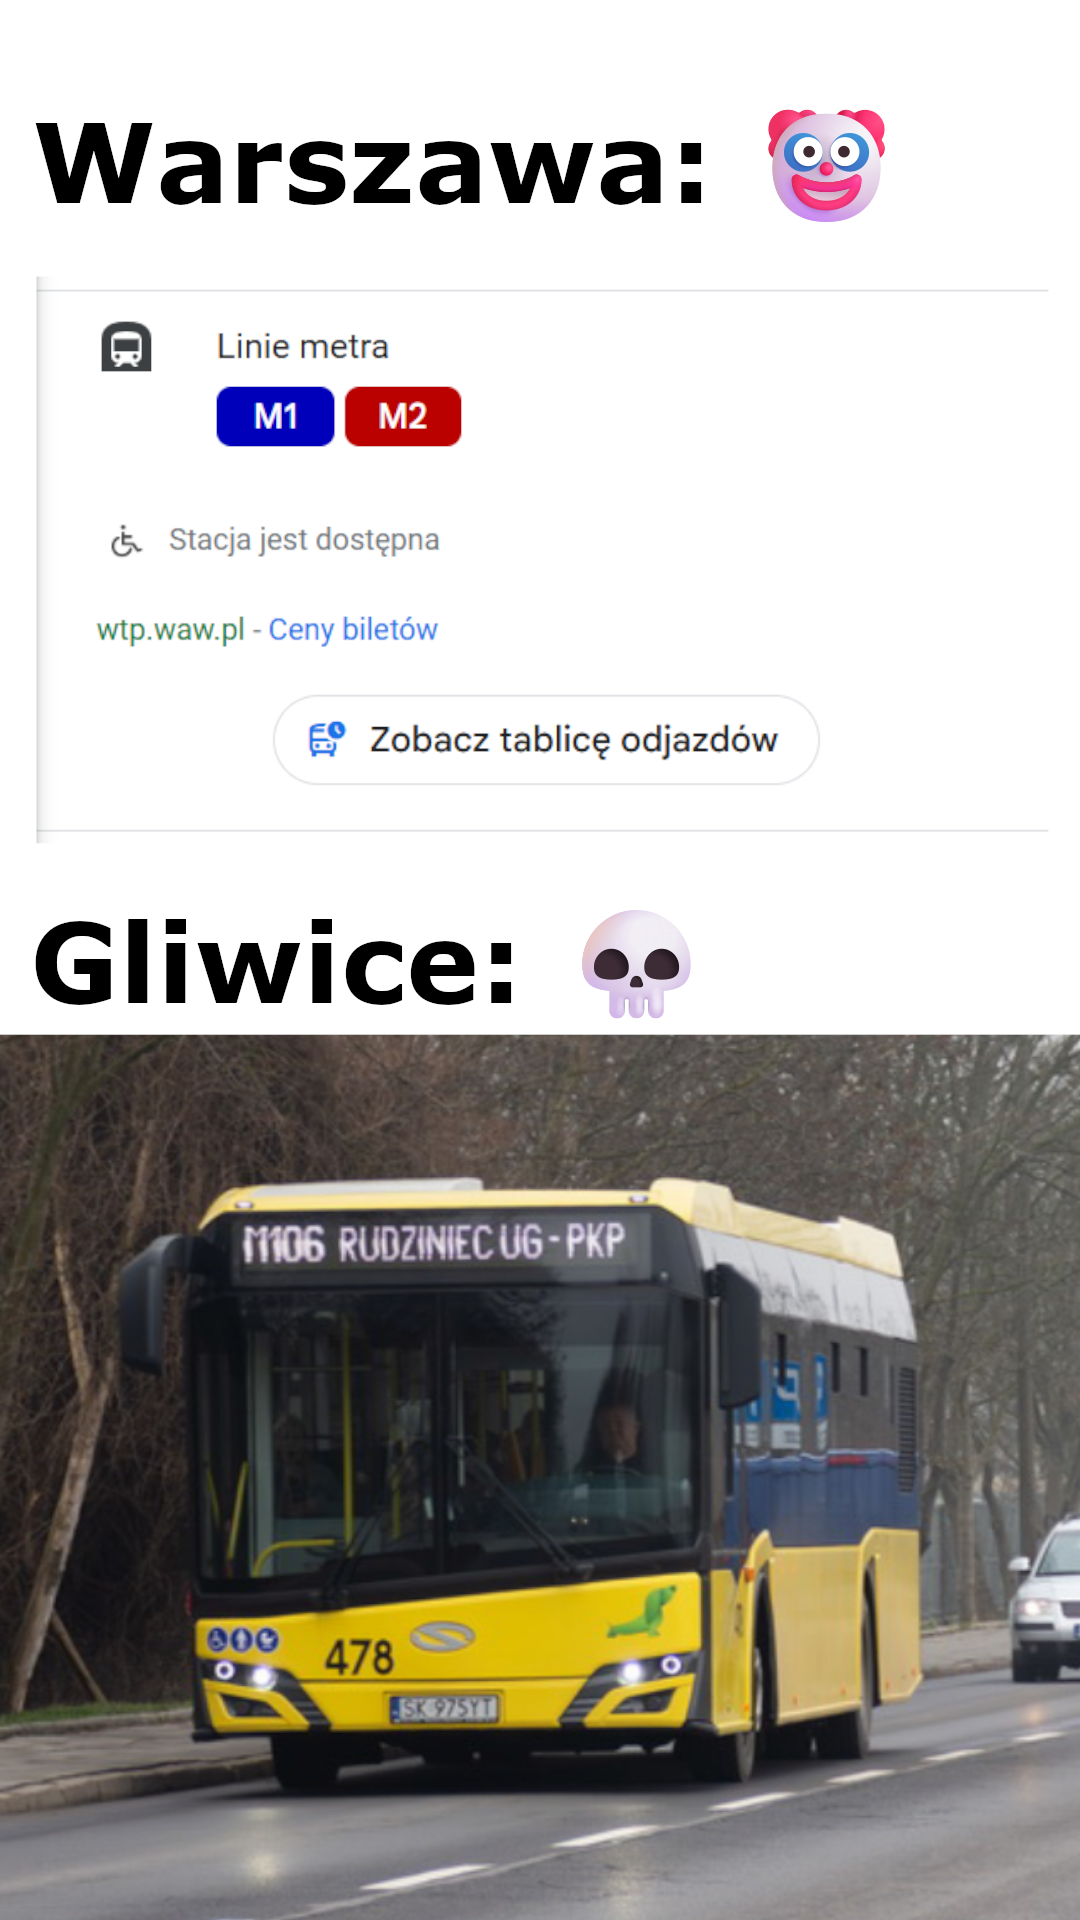 Warszawa: 🤡
Linie metra
M1 M2
Stacja jest dostępna
wtp.waw.pl - Ceny biletów
Zobacz tablicę odjazdów
Gliwice: 💀
M106 RUDZINIEC UG - PKP
478
SK 975YT